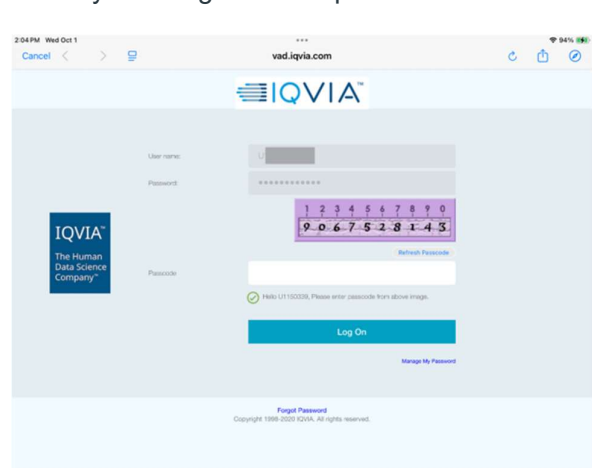 2:04 PM Wed Oct 1
94%
Cancel
vad.iqvia.com
IQVIA™
User name:
U
Password:
************
1 2 3 4 5 6 7 8 9 0
9 0 6 7 5 2 8 1 4 3
Refresh Passcode
IQVIA™
The Human
Data Science
Company™
Passcode
Hello Please enter passcode from above image.
Log On
Manage My Password
Forgot Password
Copyright 1998-2020 IQVIA. All rights reserved.